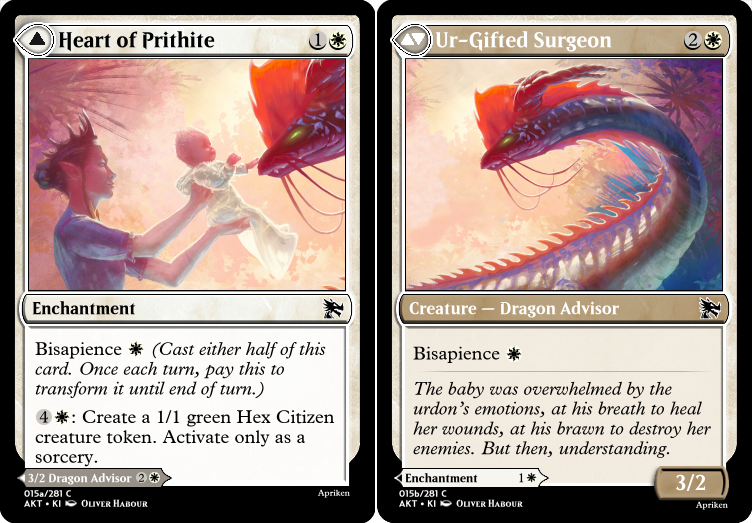 Heart of Prithite
1
Enchantment
Bisapience (Cast either half of this
card. Once each turn, pay this to
transform it until end of turn.)
4: Create a 1/1 green Hex Citizen
creature token. Activate only as a
sorcery.
3/2 Dragon Advisor 2
015a/281 C
AKT • KI Oliver Habour
Apriken
Ur-Gifted Surgeon
2
Creature — Dragon Advisor
Bisapience
The baby was overwhelmed by the
urdon's emotions, at his breath to heal
her wounds, at his brawn to destroy her
enemies. But then, understanding.
Enchantment 1
3/2
015b/281 C
AKT • KI Oliver Habour
Apriken